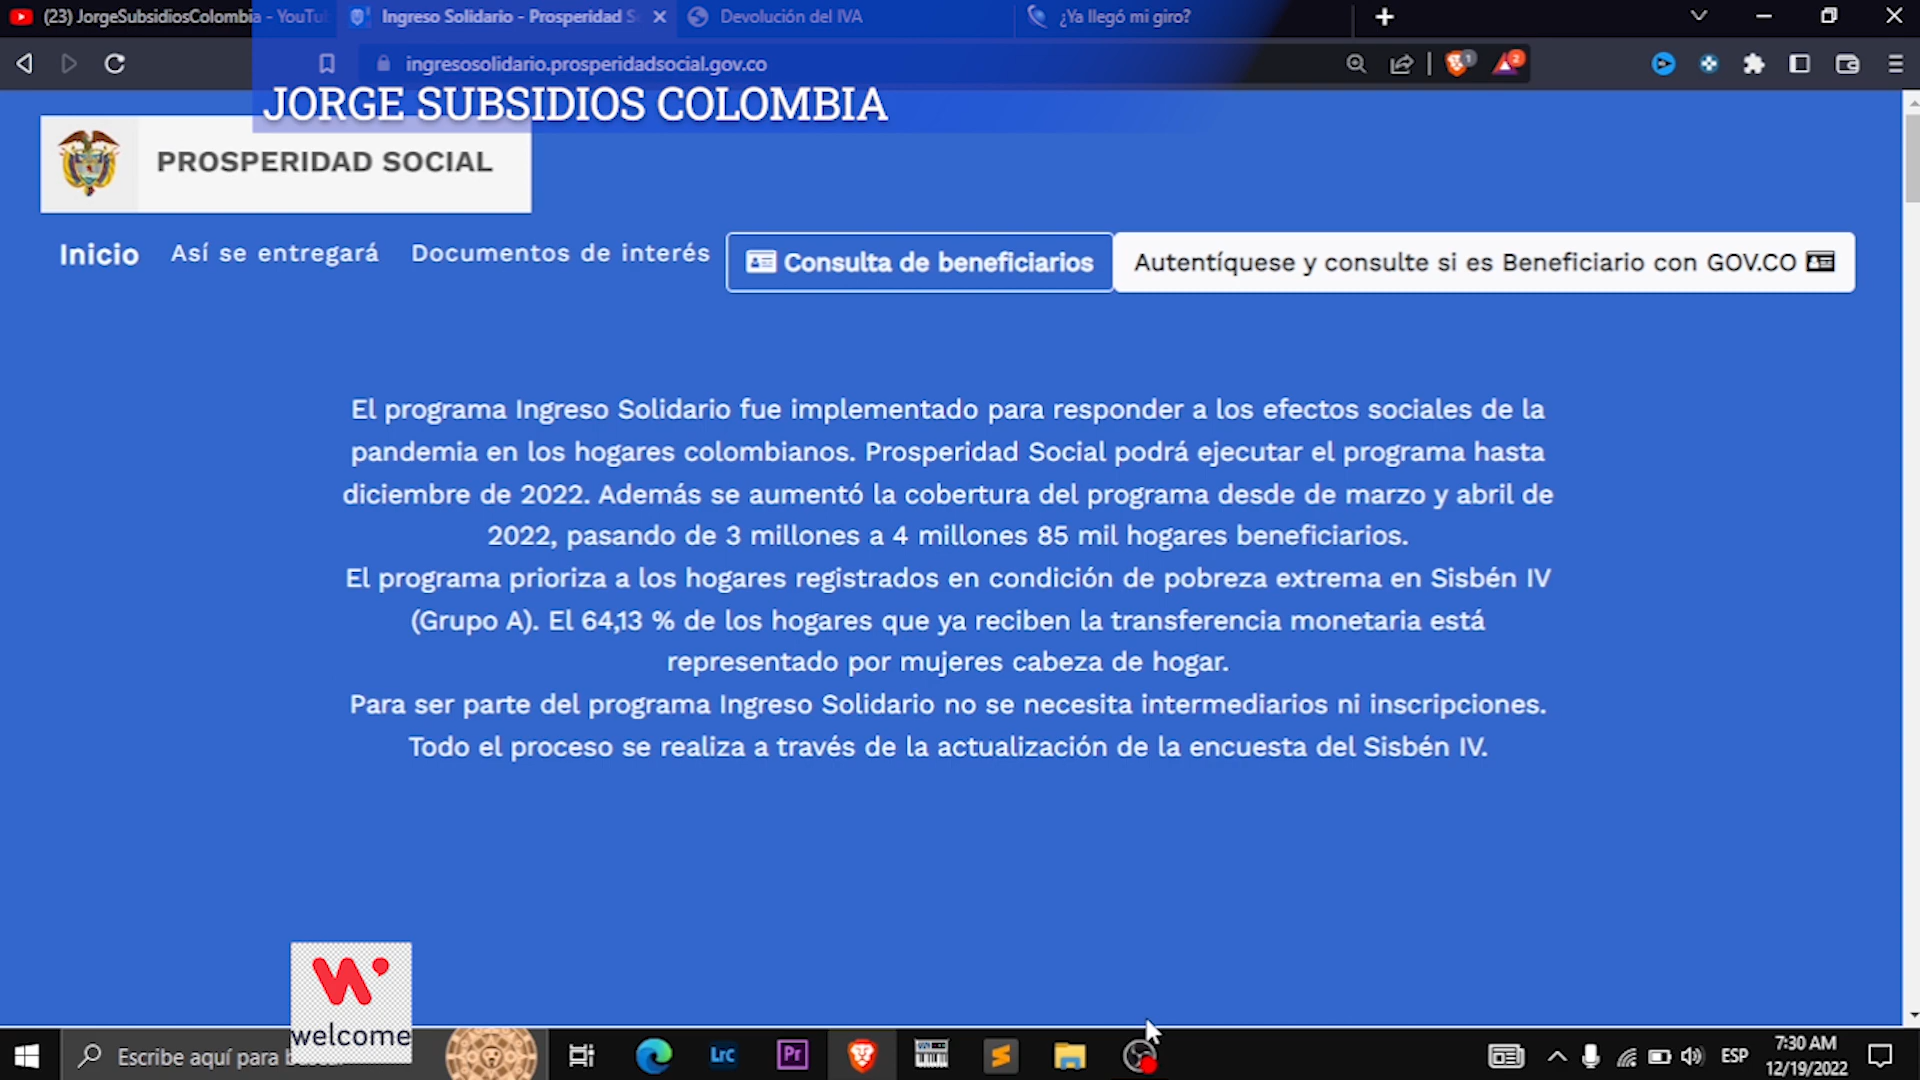 (23) JorgeSubsidiosColombia - YouTu
Ingreso Solidario - Prosperidad S
Devolución del IVA
¿Ya llegó mi giro?
ingresosolidario.prosperidadsocial.gov.co
1
2
JORGE SUBSIDIOS COLOMBIA
PROSPERIDAD SOCIAL
Inicio
Así se entregará
Documentos de interés
Consulta de beneficiarios
Autentíquese y consulte si es Beneficiario con GOV.CO
El programa Ingreso Solidario fue implementado para responder a los efectos sociales de la
pandemia en los hogares colombianos. Prosperidad Social podrá ejecutar el programa hasta
diciembre de 2022. Además se aumentó la cobertura del programa desde de marzo y abril de
2022, pasando de 3 millones a 4 millones 85 mil hogares beneficiarios.
El programa prioriza a los hogares registrados en condición de pobreza extrema en Sisbén IV
(Grupo A). El 64,13 % de los hogares que ya reciben la transferencia monetaria está
representado por mujeres cabeza de hogar.
Para ser parte del programa Ingreso Solidario no se necesita intermediarios ni inscripciones.
Todo el proceso se realiza a través de la actualización de la encuesta del Sisbén IV.
welcome
Escribe aquí para
Lrc
Pr
ESP
7:30 AM
12/19/2022